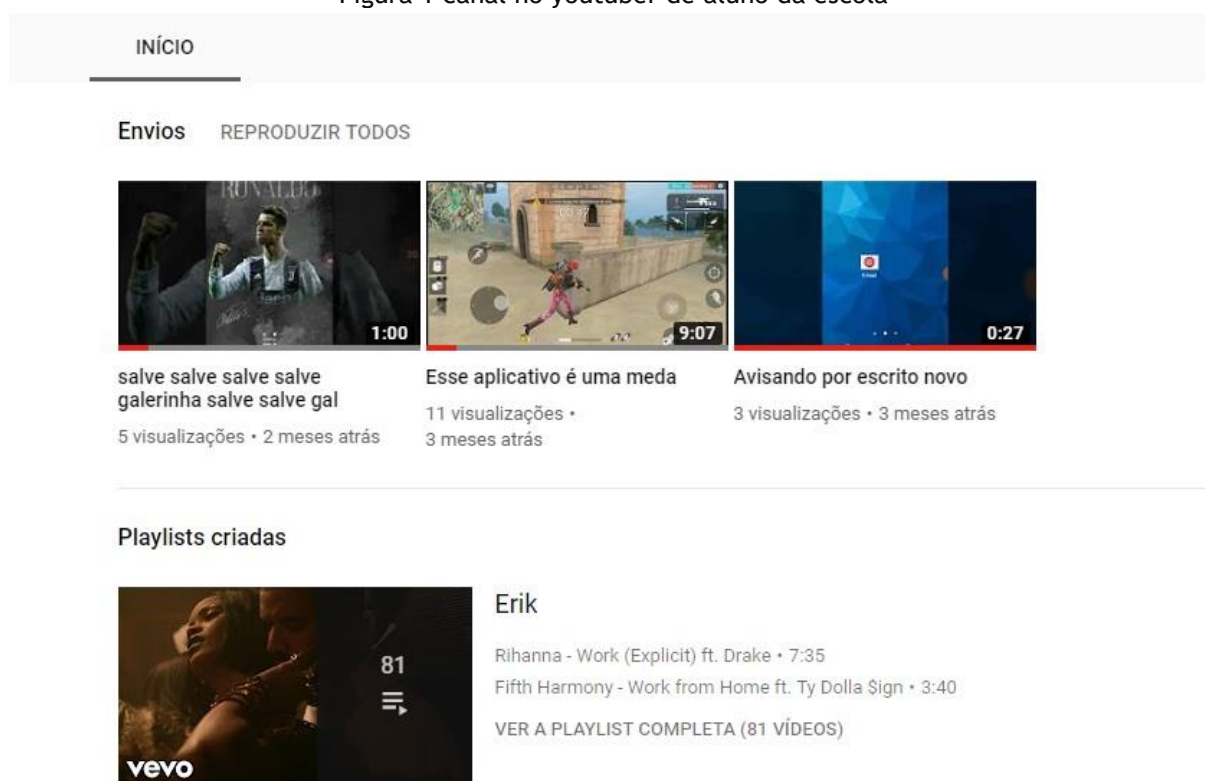 Figura 1 canal no youtuber de aluno da escola
INÍCIO
Envios REPRODUZIR TODOS
RONALDO
1:00
9:07
0:27
salve salve salve salve
galerinha salve salve gal
5 visualizações • 2 meses atrás
Esse aplicativo é uma meda
11 visualizações •
3 meses atrás
Avisando por escrito novo
3 visualizações • 3 meses atrás
Playlists criadas
81
vevo
Erik
Rihanna - Work (Explicit) ft. Drake • 7:35
Fifth Harmony - Work from Home ft. Ty Dolla $ign • 3:40
VER A PLAYLIST COMPLETA (81 VÍDEOS)